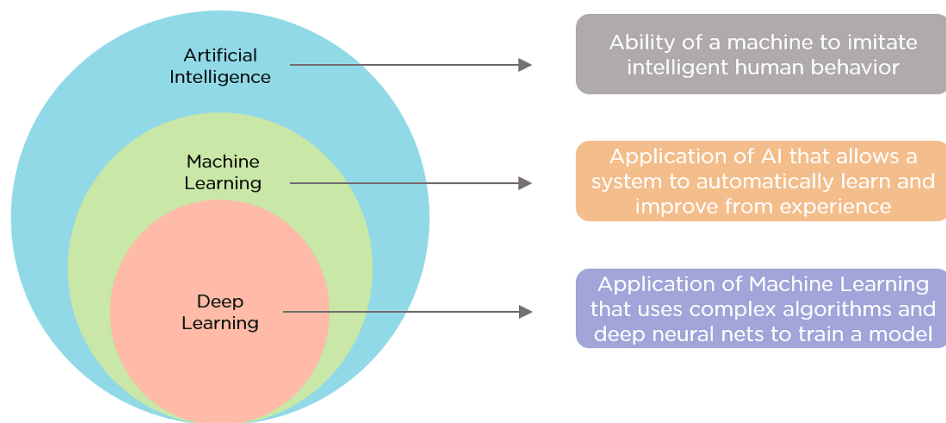 Artificial
Intelligence
Ability of a machine to imitate
intelligent human behavior
Machine
Learning
Application of AI that allows a
system to automatically learn and
improve from experience
Deep
Learning
Application of Machine Learning
that uses complex algorithms and
deep neural nets to train a model